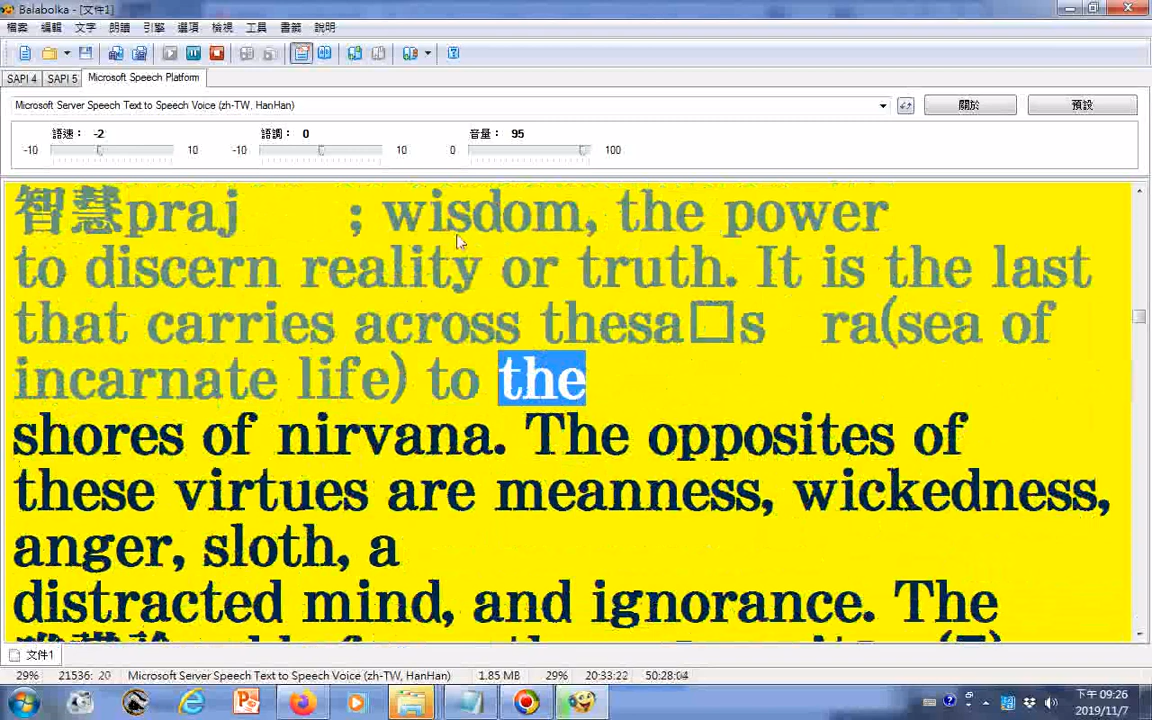 Balabolka - [文件1]
檔案 編輯 文字 朗讀 引擎 選項 檢視 工具 書籤 說明
SAPI 4 SAPI 5 Microsoft Speech Platform
Microsoft Server Speech Text to Speech Voice (zh-TW, HanHan) 關於 預設
語速： -2 語調： 0 音量： 95
-10 10 -10 10 0 100
智慧praj ; wisdom, the power
to discern reality or truth. It is the last
that carries across thesa□s ra(sea of
incarnate life) to the
shores of nirvana. The opposites of
these virtues are meanness, wickedness,
anger, sloth, a
distracted mind, and ignorance. The
文件1
29% 21536: 20 Microsoft Server Speech Text to Speech Voice (zh-TW, HanHan) 1.85 MB 29% 20:33:22 50:28:04
下午 09:26
2019/11/7